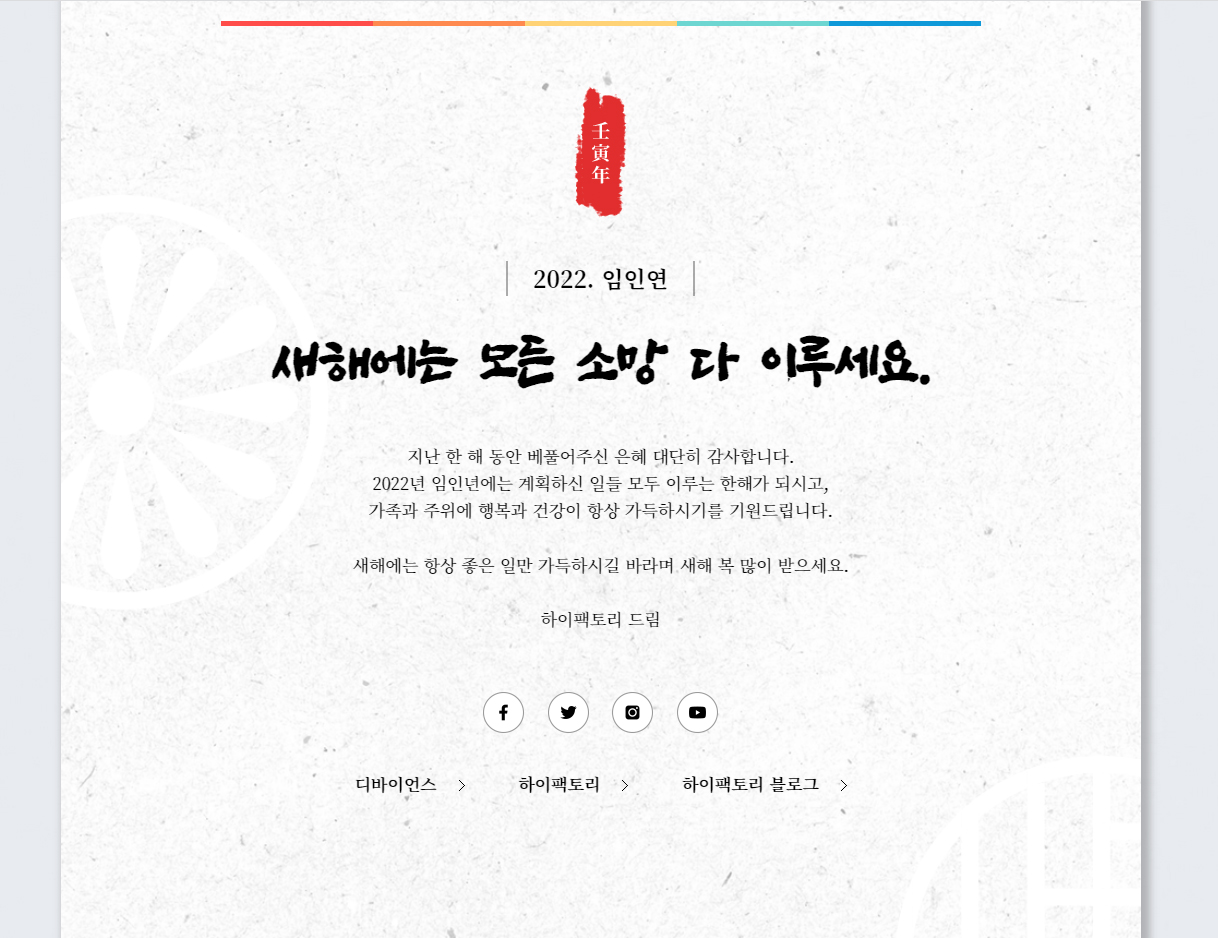 壬寅年
2022. 임인연
새해에는 모든 소망 다 이루세요.
지난 한 해 동안 베풀어주신 은혜 대단히 감사합니다.
2022년 임인년에는 계획하신 일들 모두 이루는 한해가 되시고,
가족과 주위에 행복과 건강이 항상 가득하시기를 기원드립니다.
새해에는 항상 좋은 일만 가득하시길 바라며 새해 복 많이 받으세요.
하이팩토리 드림
디바이언스 하이팩토리 하이팩토리 블로그